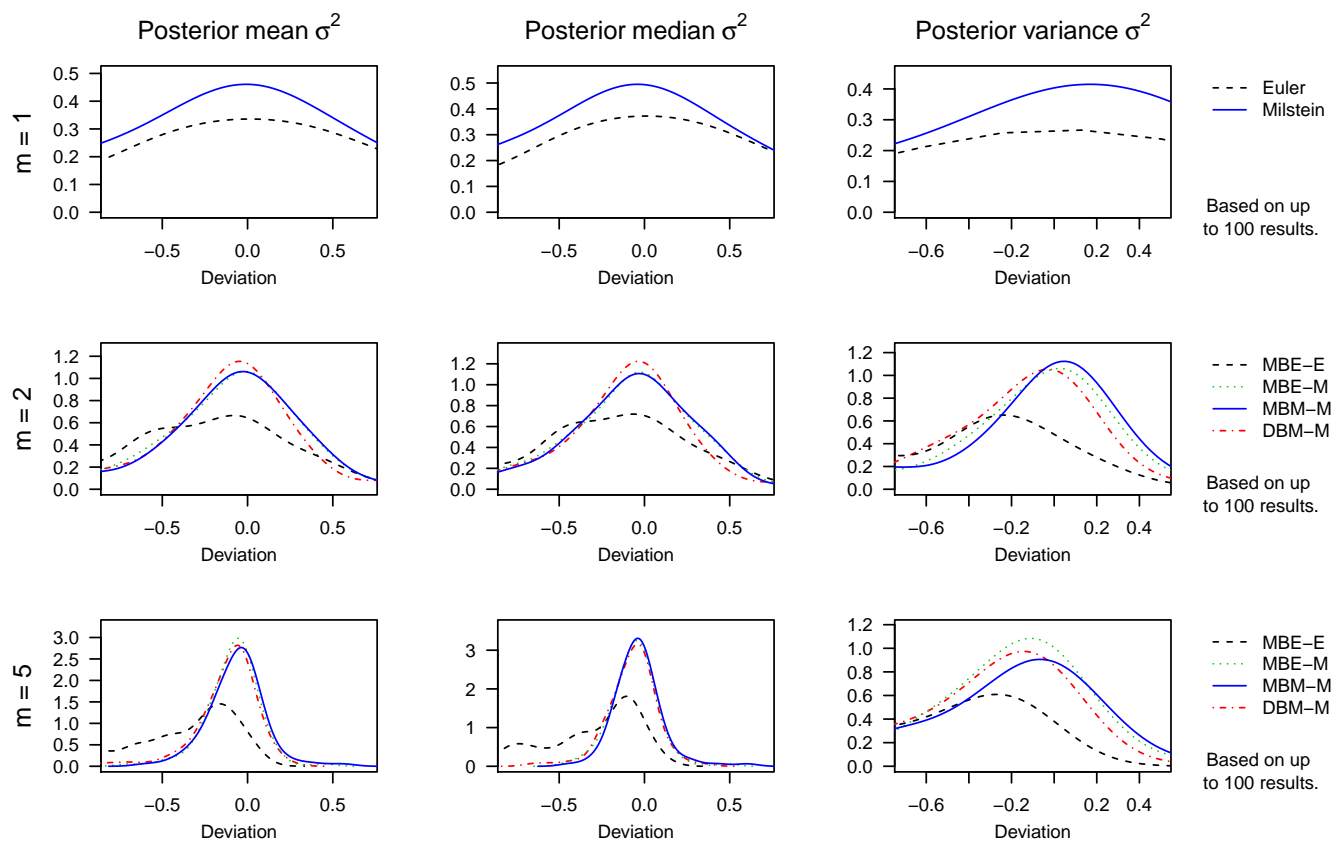 Posterior mean σ²
Posterior median σ²
Posterior variance σ²
m = 1
0.5
0.4
0.3
0.2
0.1
0.0
−0.5 0.0 0.5
Deviation
0.5
0.4
0.3
0.2
0.1
0.0
−0.5 0.0 0.5
Deviation
0.4
0.3
0.2
0.1
0.0
−0.6 −0.2 0.2 0.4
Deviation
Euler
Milstein
Based on up
to 100 results.
m = 2
1.2
1.0
0.8
0.6
0.4
0.2
0.0
−0.5 0.0 0.5
Deviation
1.2
1.0
0.8
0.6
0.4
0.2
0.0
−0.5 0.0 0.5
Deviation
1.2
1.0
0.8
0.6
0.4
0.2
0.0
−0.6 −0.2 0.2 0.4
Deviation
MBE−E
MBE−M
MBM−M
DBM−M
Based on up
to 100 results.
m = 5
3.0
2.5
2.0
1.5
1.0
0.5
0.0
−0.5 0.0 0.5
Deviation
3
2
1
0
−0.5 0.0 0.5
Deviation
1.2
1.0
0.8
0.6
0.4
0.2
0.0
−0.6 −0.2 0.2 0.4
Deviation
MBE−E
MBE−M
MBM−M
DBM−M
Based on up
to 100 results.